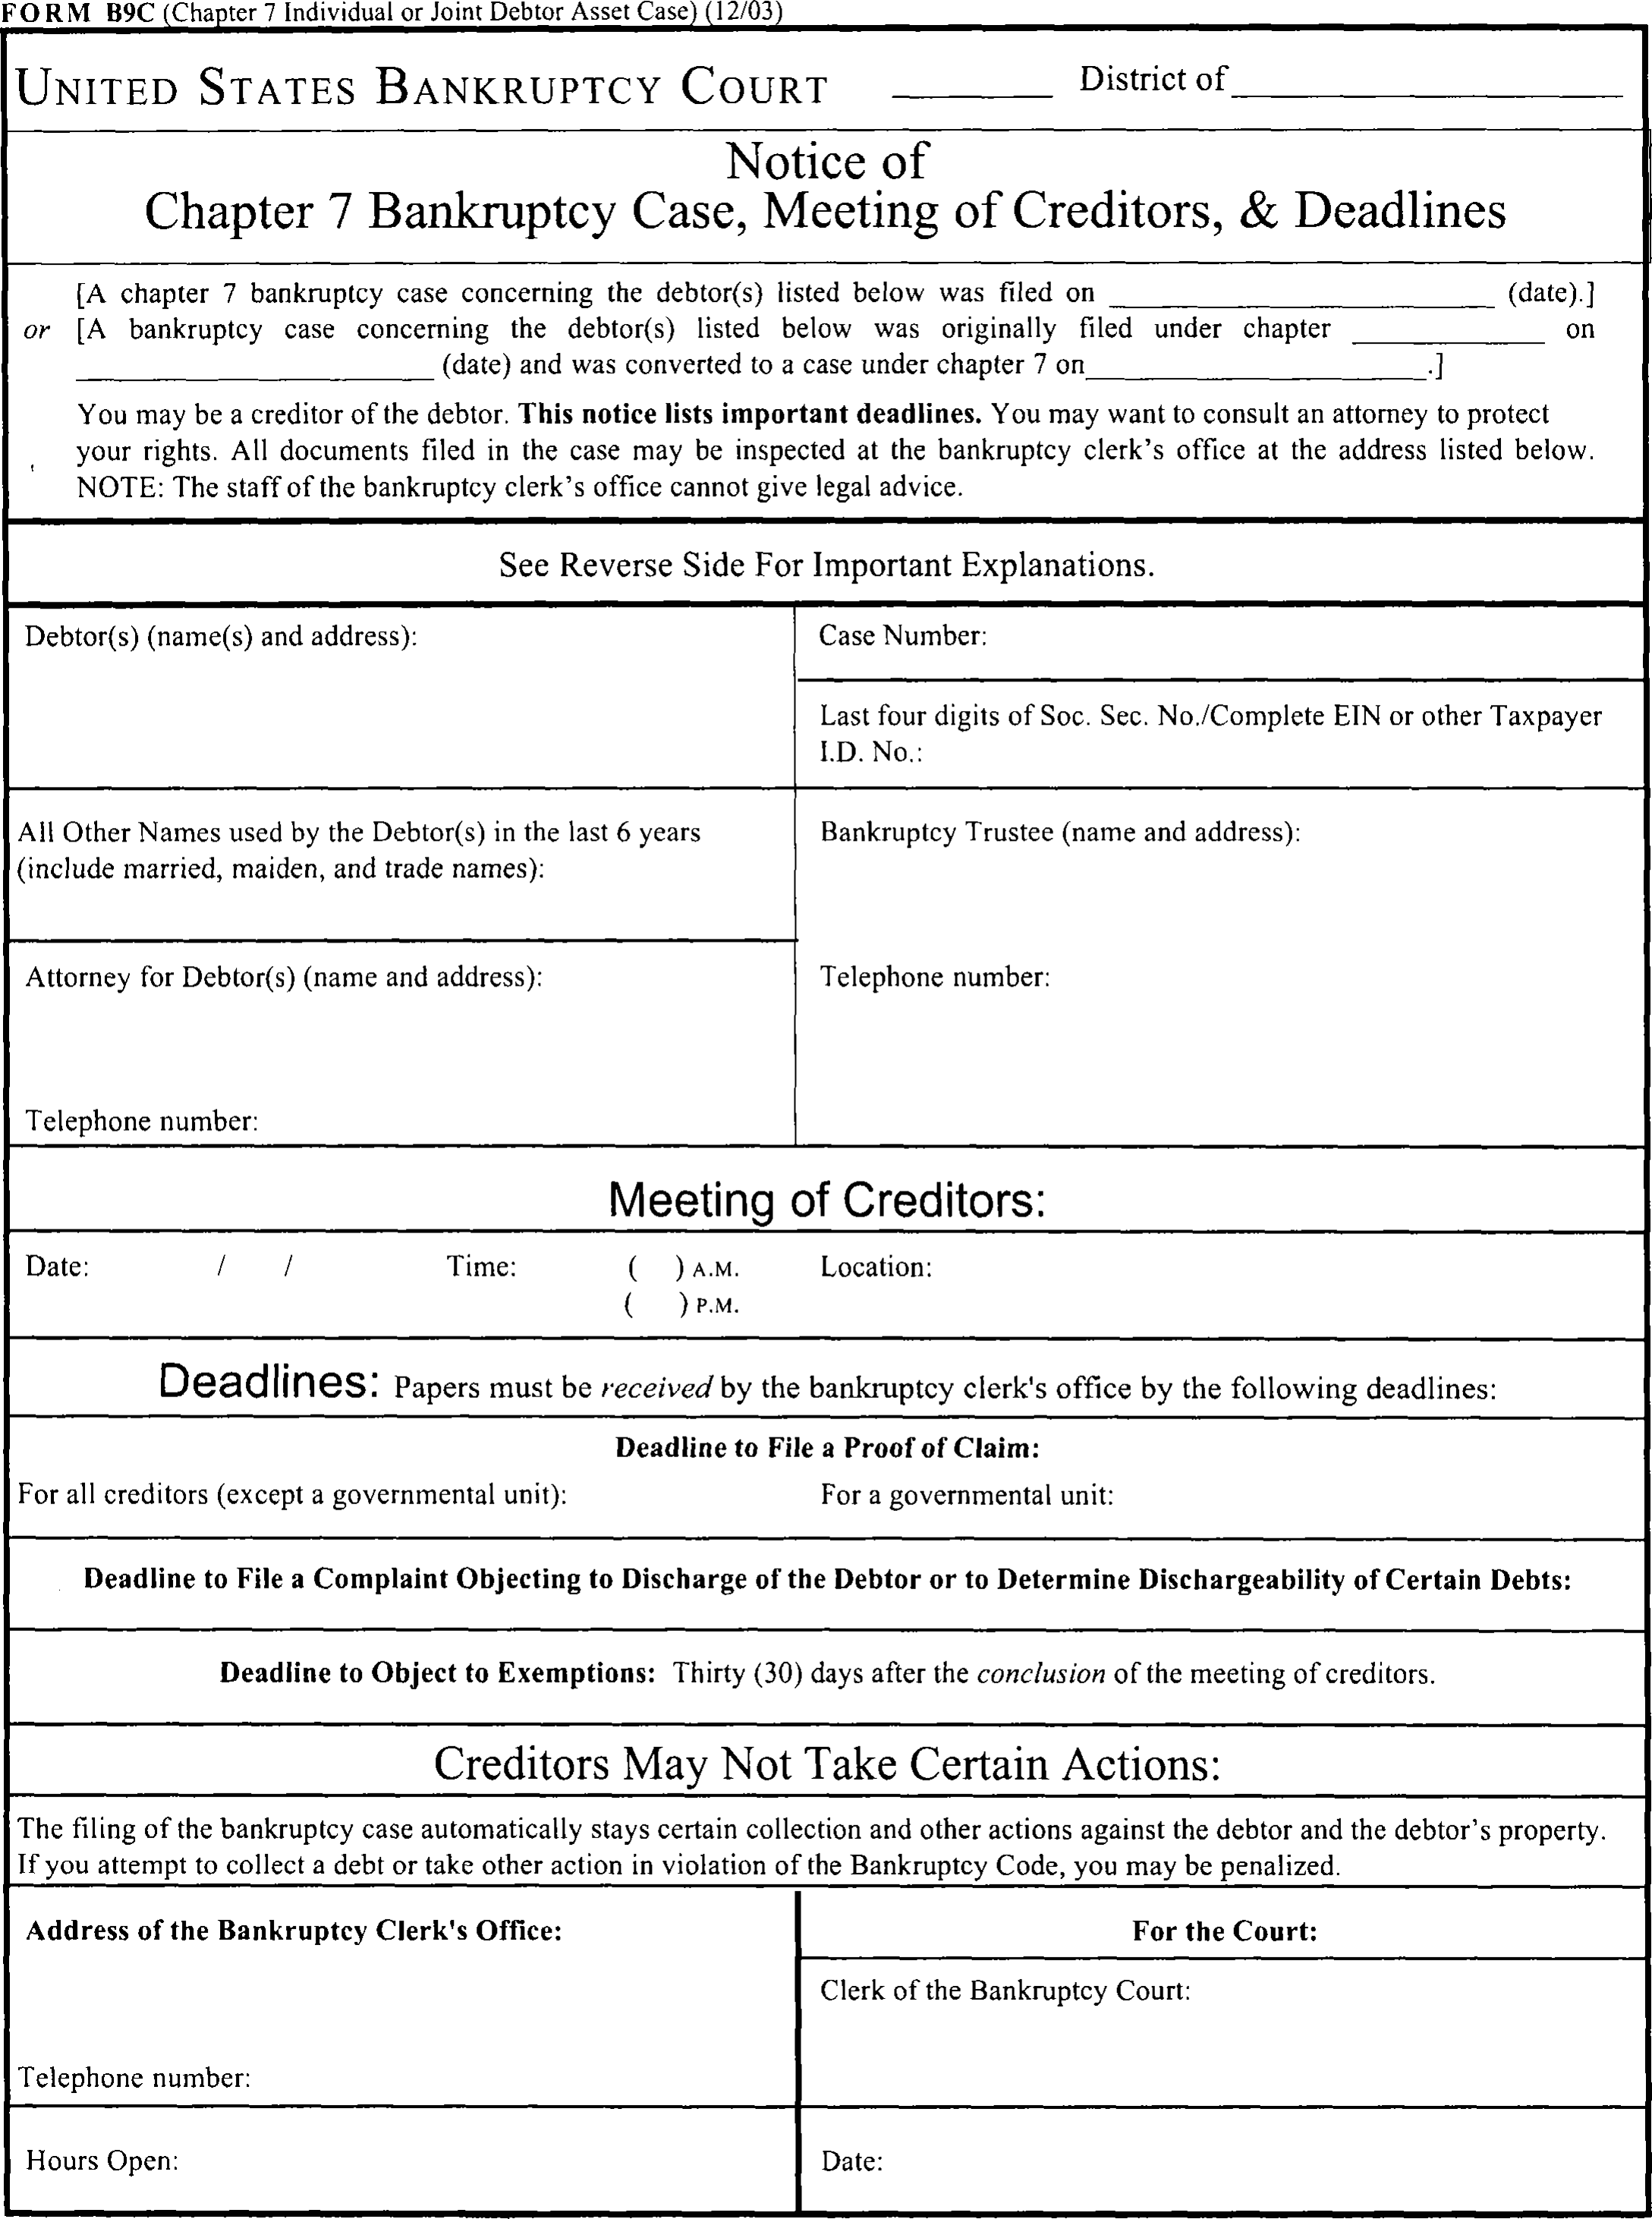 FORM B9C (Chapter 7 Individual or Joint Debtor Asset Case) (12/03)
UNITED STATES BANKRUPTCY COURT ________ District of ____________________
Notice of
Chapter 7 Bankruptcy Case, Meeting of Creditors, & Deadlines
[A chapter 7 bankruptcy case concerning the debtor(s) listed below was filed on ____________________ (date).]
or [A bankruptcy case concerning the debtor(s) listed below was originally filed under chapter __________ on
____________________ (date) and was converted to a case under chapter 7 on____________________.]
You may be a creditor of the debtor. This notice lists important deadlines. You may want to consult an attorney to protect
your rights. All documents filed in the case may be inspected at the bankruptcy clerk's office at the address listed below.
NOTE: The staff of the bankruptcy clerk's office cannot give legal advice.
See Reverse Side For Important Explanations.
Debtor(s) (name(s) and address):
Case Number:
Last four digits of Soc. Sec. No./Complete EIN or other Taxpayer
I.D. No.:
All Other Names used by the Debtor(s) in the last 6 years
(include married, maiden, and trade names):
Bankruptcy Trustee (name and address):
Attorney for Debtor(s) (name and address):
Telephone number:
Telephone number:
Meeting of Creditors:
Date: / / Time: ( ) A.M. Location:
( ) P.M.
Deadlines: Papers must be received by the bankruptcy clerk's office by the following deadlines:
Deadline to File a Proof of Claim:
For all creditors (except a governmental unit): For a governmental unit:
Deadline to File a Complaint Objecting to Discharge of the Debtor or to Determine Dischargeability of Certain Debts:
Deadline to Object to Exemptions: Thirty (30) days after the conclusion of the meeting of creditors.
Creditors May Not Take Certain Actions:
The filing of the bankruptcy case automatically stays certain collection and other actions against the debtor and the debtor's property.
If you attempt to collect a debt or take other action in violation of the Bankruptcy Code, you may be penalized.
Address of the Bankruptcy Clerk's Office:
Telephone number:
For the Court:
Clerk of the Bankruptcy Court:
Hours Open:
Date: